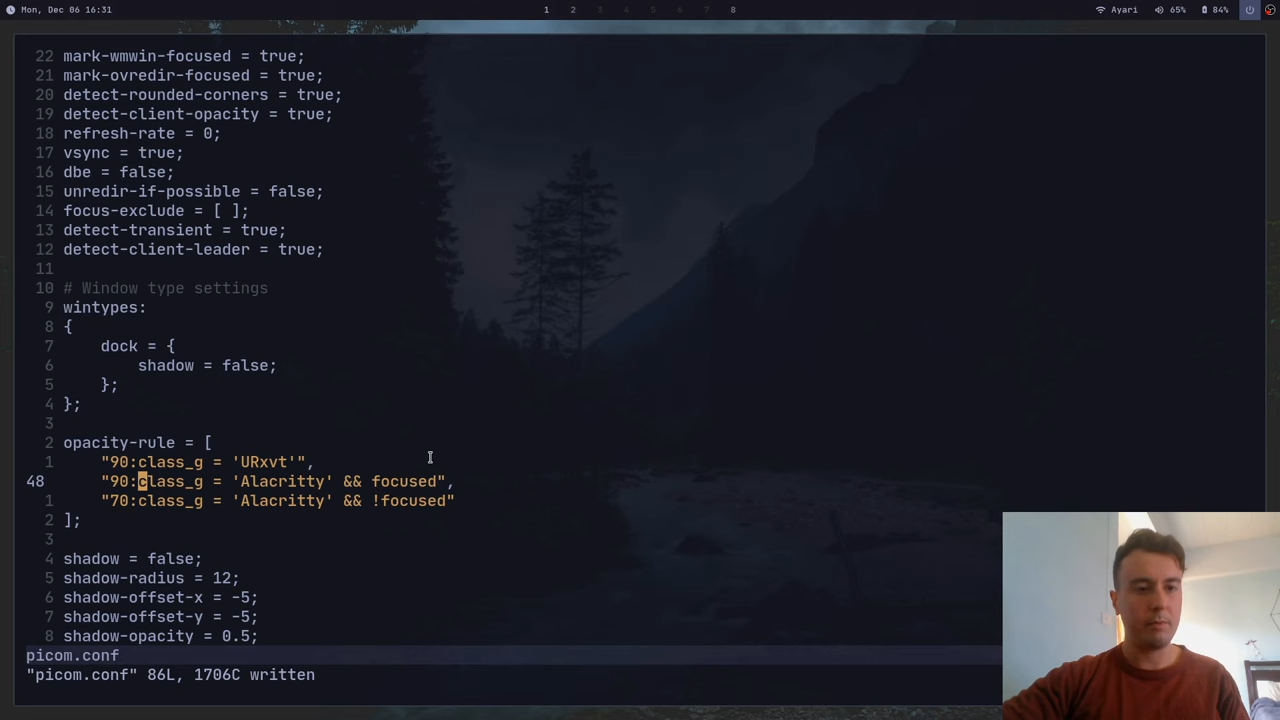 Mon, Dec 06 16:31 1 2 3 4 5 6 7 8 Ayari 65% 84%
22 mark-wmwin-focused = true;
21 mark-ovredir-focused = true;
20 detect-rounded-corners = true;
19 detect-client-opacity = true;
18 refresh-rate = 0;
17 vsync = true;
16 dbe = false;
15 unredir-if-possible = false;
14 focus-exclude = [ ];
13 detect-transient = true;
12 detect-client-leader = true;
11
10 # Window type settings
9 wintypes:
8 {
7     dock = {
6         shadow = false;
5     };
4 };
3
2 opacity-rule = [
1     "90:class_g = 'URxvt'",
48     "90:class_g = 'Alacritty' && focused",
1     "70:class_g = 'Alacritty' && !focused"
2 ];
3
4 shadow = false;
5 shadow-radius = 12;
6 shadow-offset-x = -5;
7 shadow-offset-y = -5;
8 shadow-opacity = 0.5;
picom.conf
"picom.conf" 86L, 1706C written